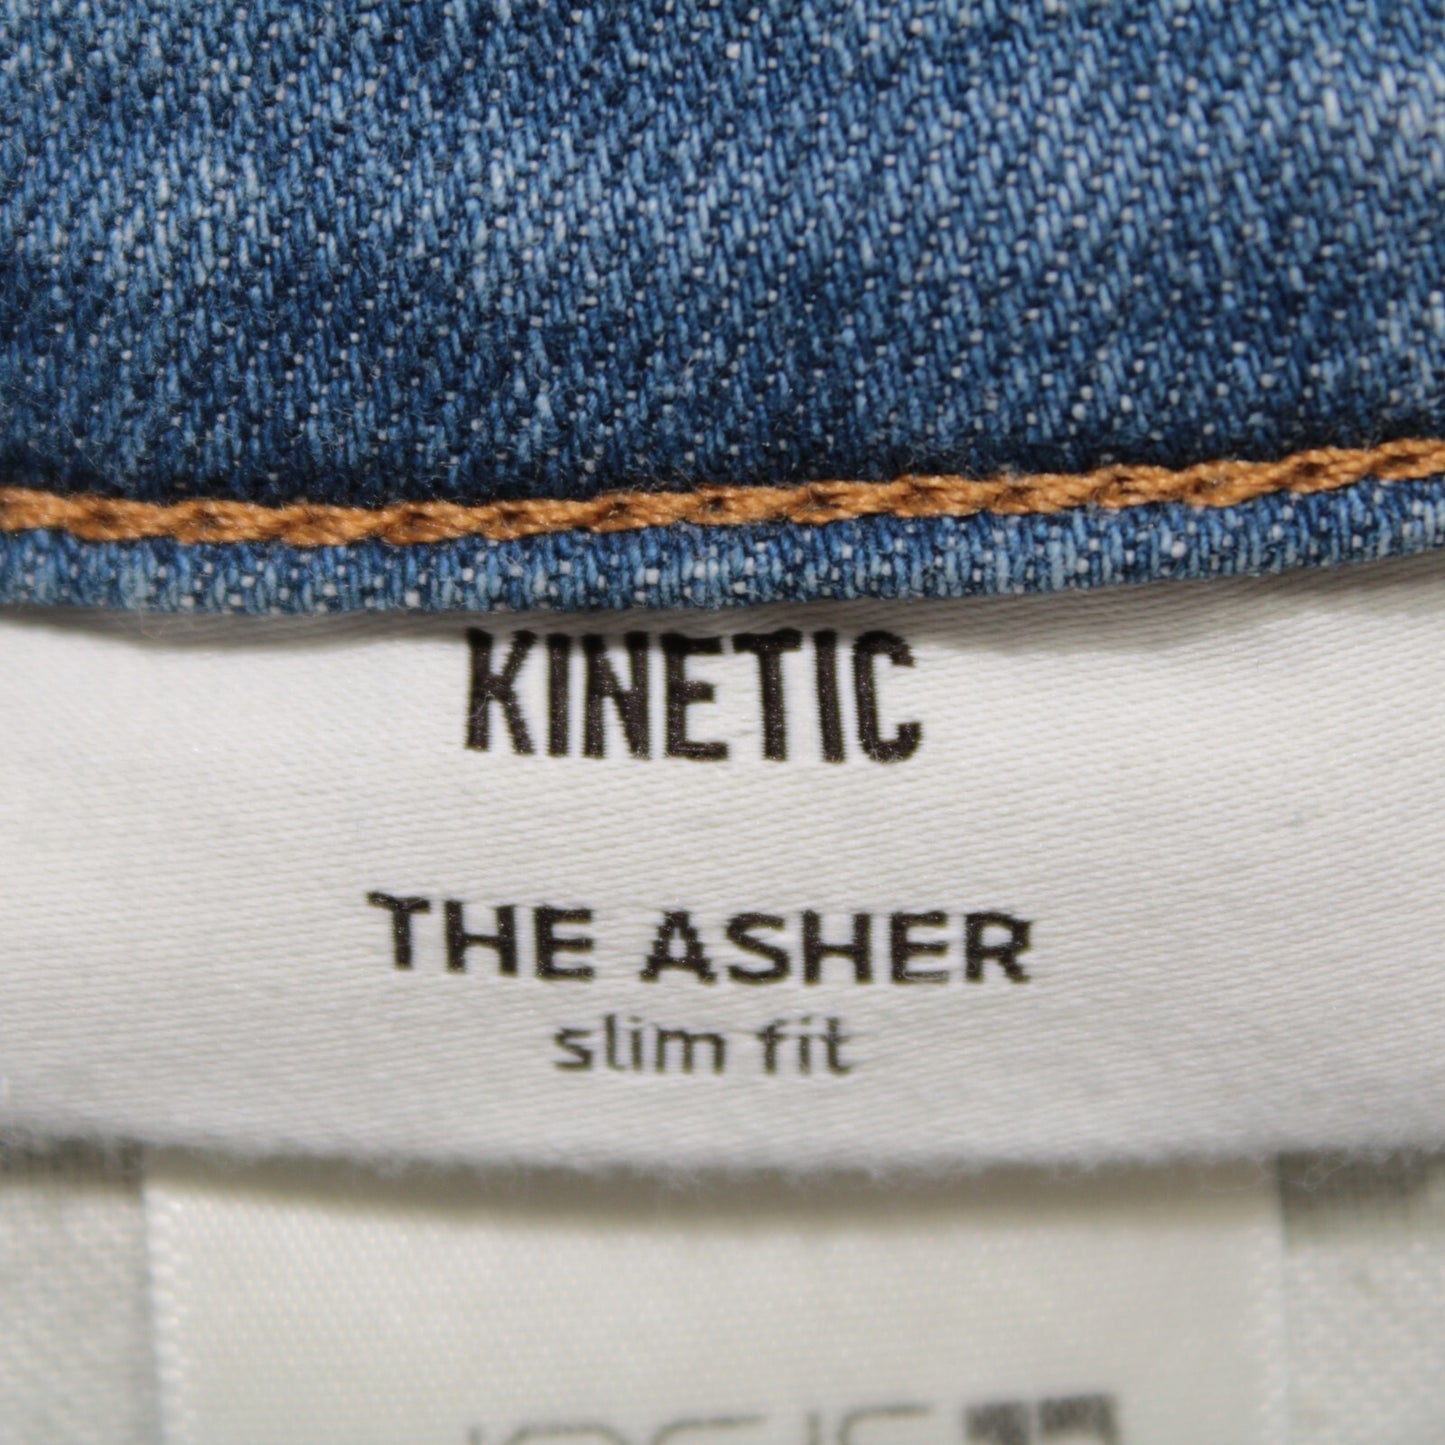 KINETIC
THE ASHER
slim fit